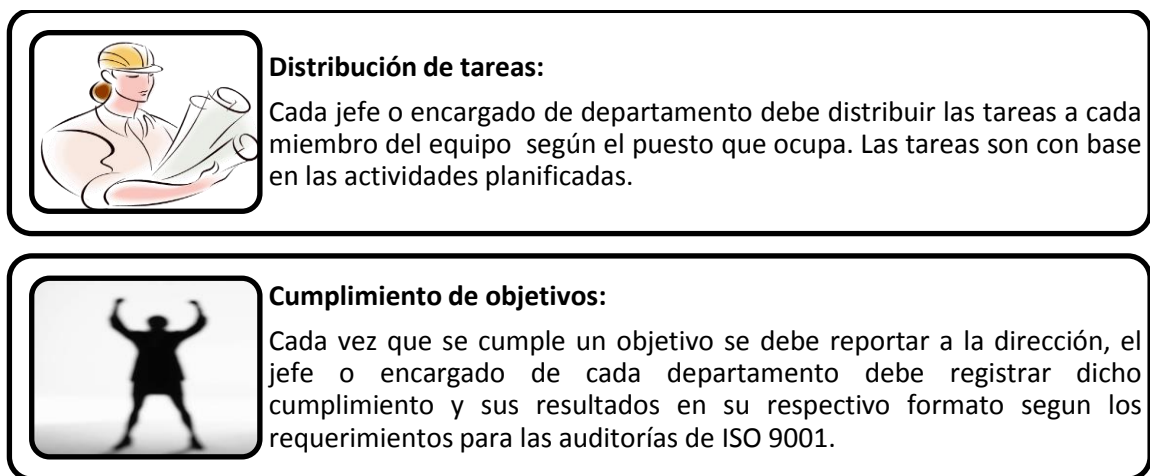 Distribución de tareas:
Cada jefe o encargado de departamento debe distribuir las tareas a cada
miembro del equipo  según el puesto que ocupa. Las tareas son con base
en las actividades planificadas.
Cumplimiento de objetivos:
Cada vez que se cumple un objetivo se debe reportar a la dirección, el
jefe o encargado de cada departamento debe registrar dicho
cumplimiento y sus resultados en su respectivo formato segun los
requerimientos para las auditorías de ISO 9001.